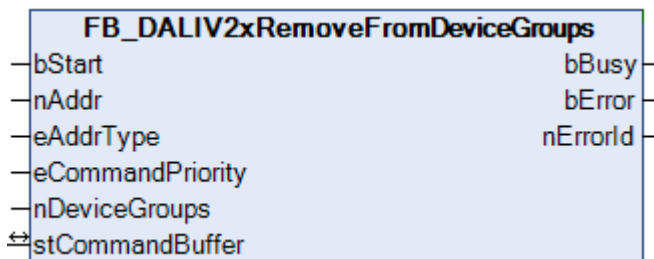 FB_DALIV2xRemoveFromDeviceGroups
bStart bBusy
nAddr bError
eAddrType nErrorId
eCommandPriority
nDeviceGroups
stCommandBuffer